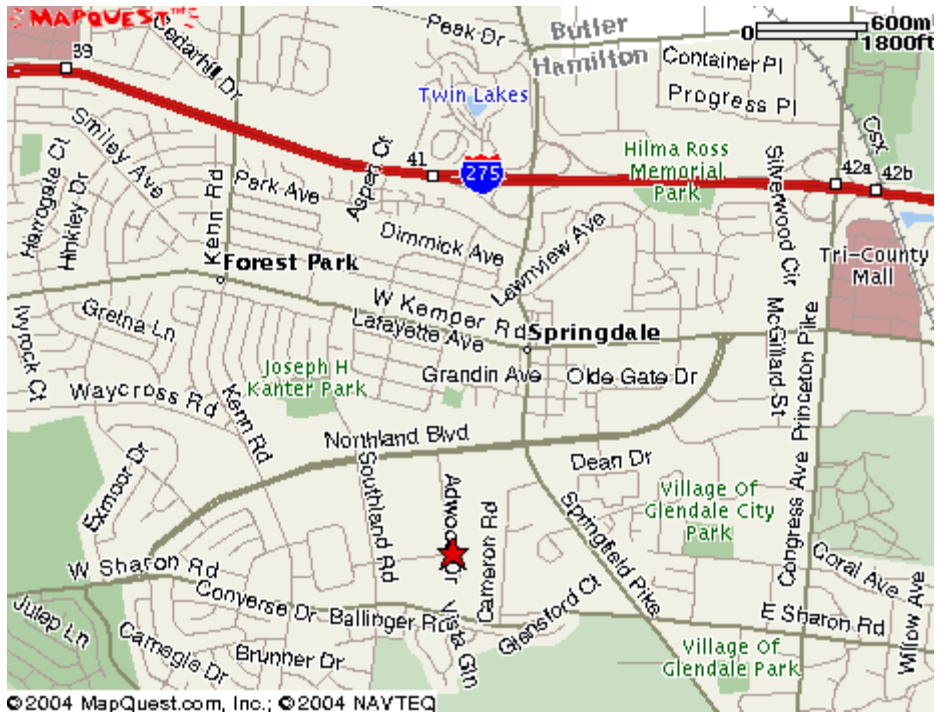 MAPQUEST
Cedarhill Dr
Peak Dr
Butler
Hamilton
0
600m
1800ft
Container Pl
Progress Pl
Csx
39
Twin Lakes
Smiley Ave
Harrogate Ct
Hinkley Dr
Kenn Rd
Park Ave
Aspen Ct
41
275
Hilma Ross
Memorial
Park
Silverwood Cir
42a
42b
Dimmick Ave
Lawnview Ave
Tri-County
Mall
Forest Park
W Kemper Rd
Lafayette Ave
Springdale
Ivyrock Ct
Gretna Ln
Joseph H
Kanter Park
Grandin Ave
Olde Gate Dr
McGillard St
Princeton Pike
Waycross Rd
Kenn Rd
Northland Blvd
Dean Dr
Exmoor Dr
Southland Rd
Cameron Rd
Springfield Pike
Village Of
Glendale City
Park
Congress Ave
W Sharon Rd
Converse Dr
Ballinger Rd
Vista Gln
Glensford Ct
Coral Ave
E Sharon Rd
Willow Ave
Julep Ln
Carnegie Dr
Brunner Dr
Village Of
Glendale Park
©2004 MapQuest.com, Inc.; ©2004 NAVTEQ